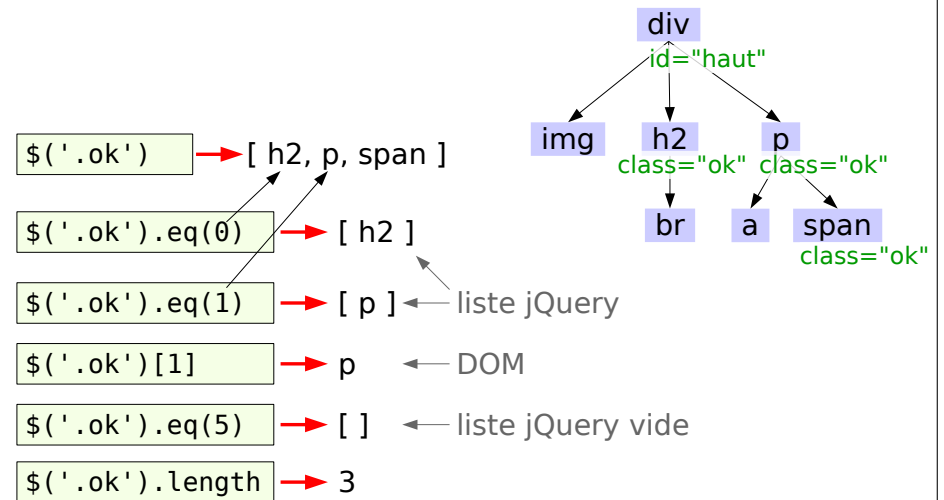 div
id="haut"
img h2 p
class="ok" class="ok"
br a span
class="ok"
$('.ok') [ h2, p, span ]
$('.ok').eq(0) [ h2 ]
$('.ok').eq(1) [ p ] liste jQuery
$('.ok')[1] p DOM
$('.ok').eq(5) [ ] liste jQuery vide
$('.ok').length 3